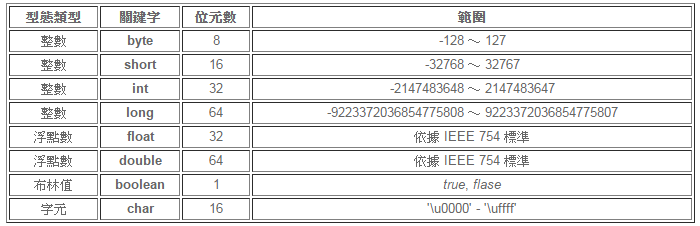 型態類型 關鍵字 位元數 範圍
整數 byte 8 -128 ～ 127
整數 short 16 -32768 ～ 32767
整數 int 32 -2147483648 ～ 2147483647
整數 long 64 -9223372036854775808 ～ 9223372036854775807
浮點數 float 32 依據 IEEE 754 標準
浮點數 double 64 依據 IEEE 754 標準
布林值 boolean 1 true, flase
字元 char 16 '\u0000' - '\uffff'